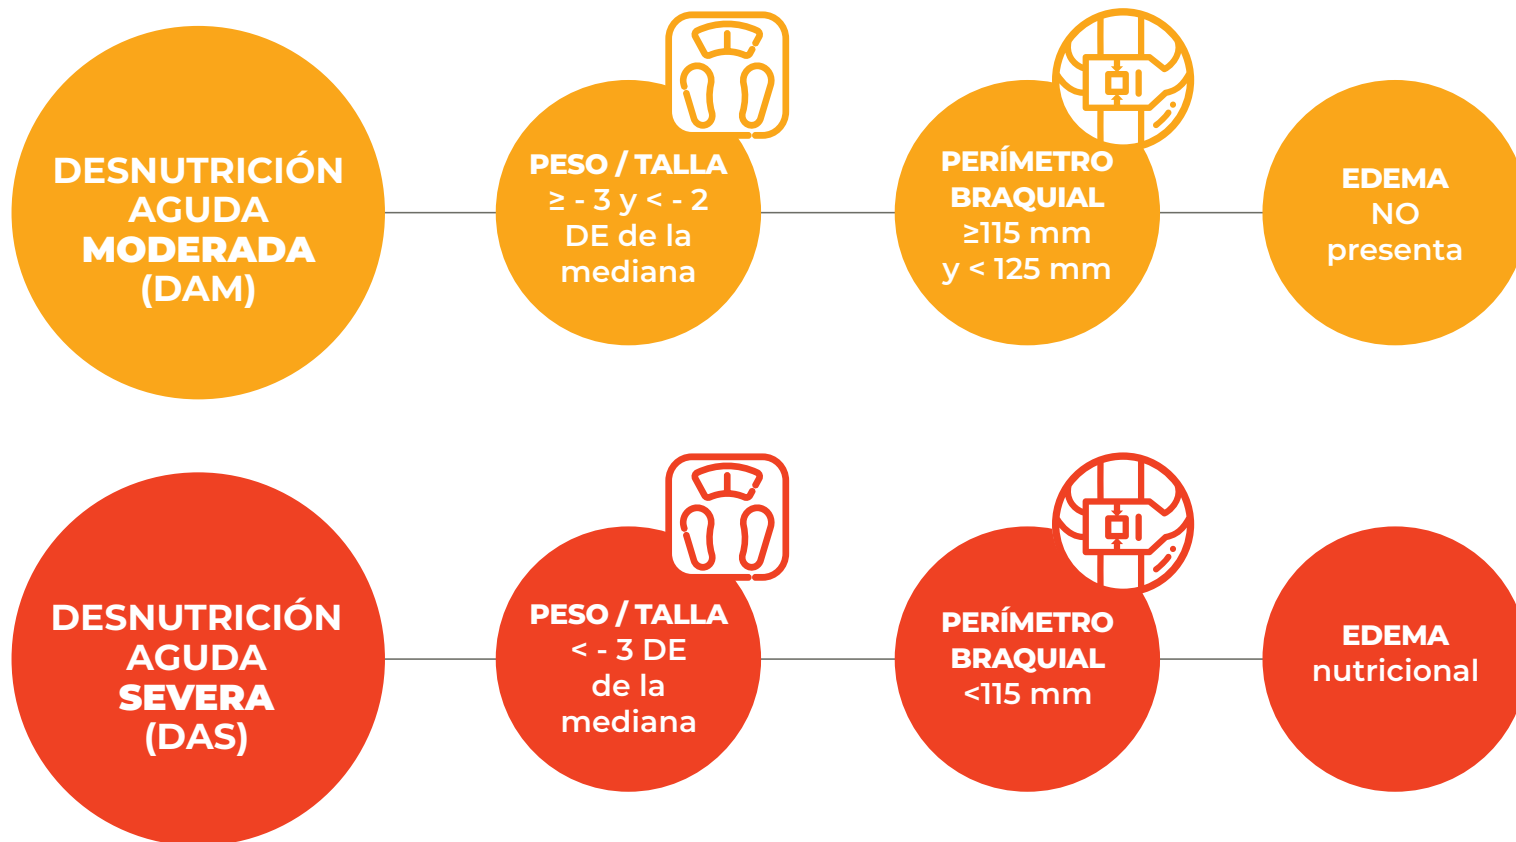 DESNUTRICIÓN
AGUDA
MODERADA
(DAM)
PESO / TALLA
≥ - 3 y < - 2
DE de la
mediana
PERÍMETRO
BRAQUIAL
≥115 mm
y < 125 mm
EDEMA
NO
presenta
DESNUTRICIÓN
AGUDA
SEVERA
(DAS)
PESO / TALLA
< - 3 DE
de la
mediana
PERÍMETRO
BRAQUIAL
<115 mm
EDEMA
nutricional